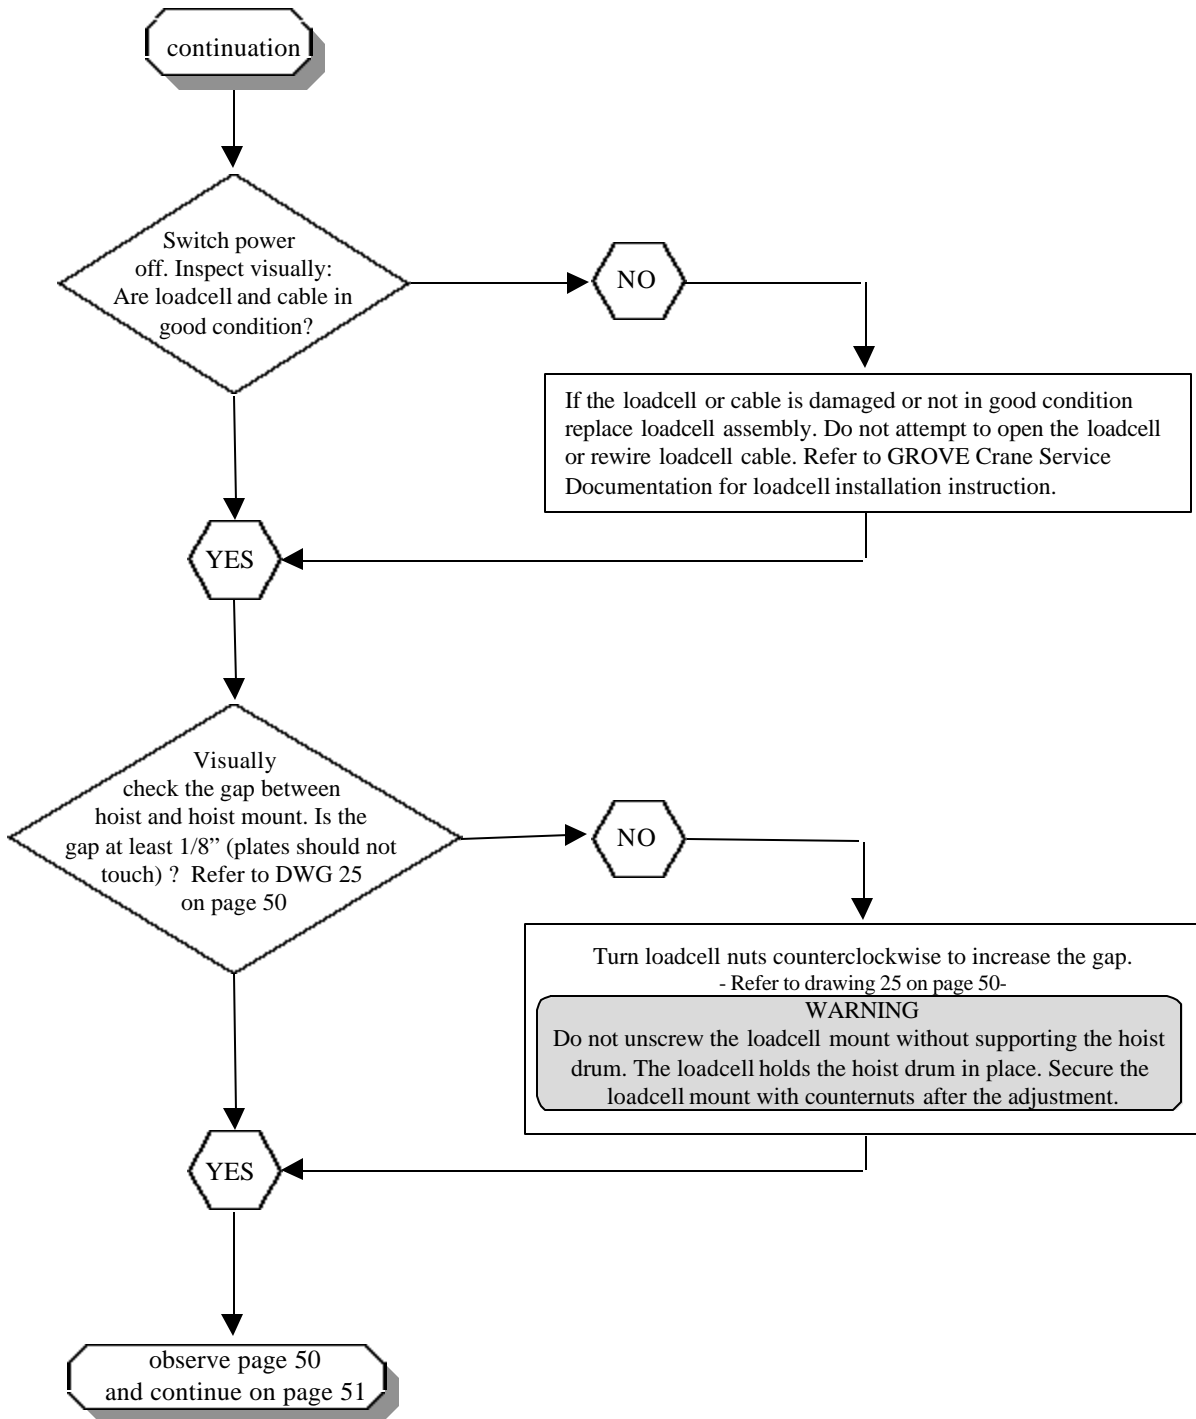 continuation
Switch power
off. Inspect visually:
Are loadcell and cable in
good condition?
NO
If the loadcell or cable is damaged or not in good condition
replace loadcell assembly. Do not attempt to open the loadcell
or rewire loadcell cable. Refer to GROVE Crane Service
Documentation for loadcell installation instruction.
YES
Visually
check the gap between
hoist and hoist mount. Is the
gap at least 1/8” (plates should not
touch) ? Refer to DWG 25
on page 50
NO
Turn loadcell nuts counterclockwise to increase the gap.
- Refer to drawing 25 on page 50-
WARNING
Do not unscrew the loadcell mount without supporting the hoist
drum. The loadcell holds the hoist drum in place. Secure the
loadcell mount with counternuts after the adjustment.
YES
observe page 50
and continue on page 51